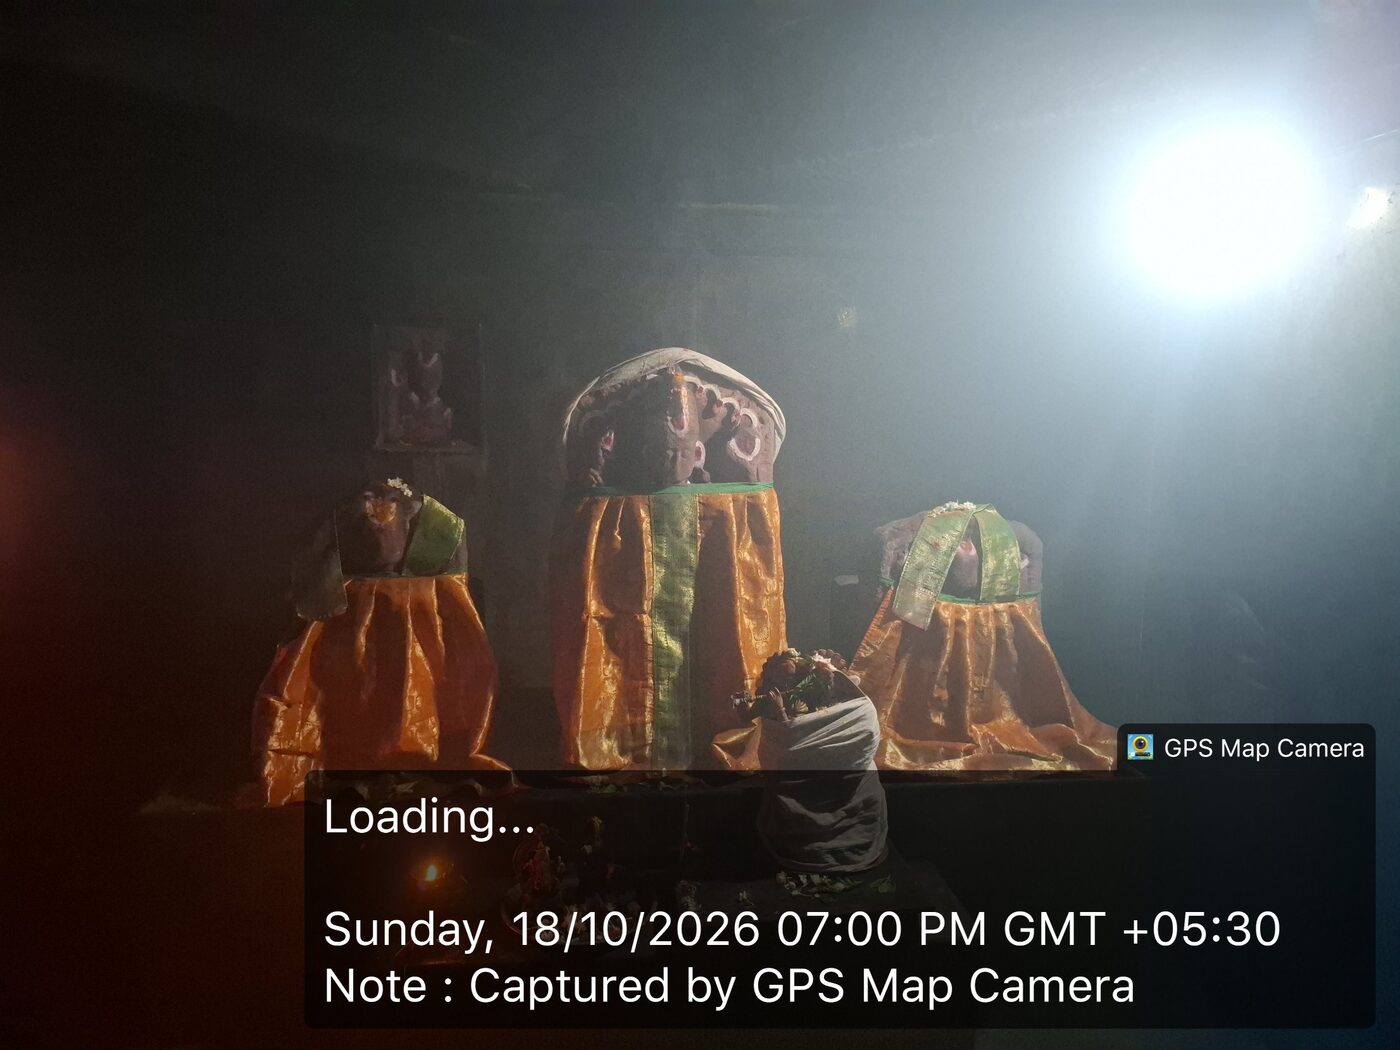 GPS Map Camera
Loading...
Sunday, 18/10/2026 07:00 PM GMT +05:30
Note : Captured by GPS Map Camera